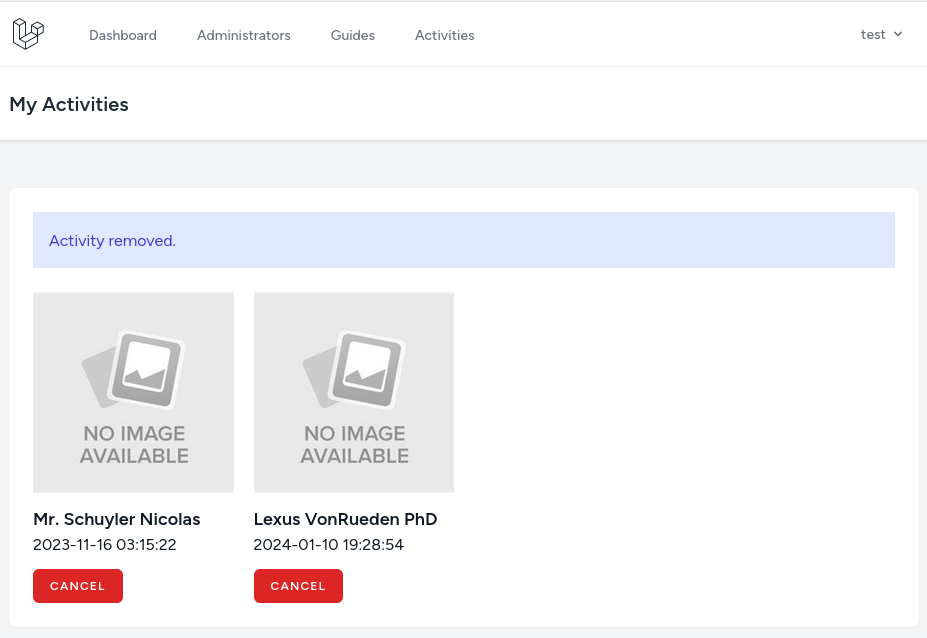 Dashboard Administrators Guides Activities test
My Activities
Activity removed.
NO IMAGE AVAILABLE
NO IMAGE AVAILABLE
Mr. Schuyler Nicolas
2023-11-16 03:15:22
CANCEL
Lexus VonRueden PhD
2024-01-10 19:28:54
CANCEL